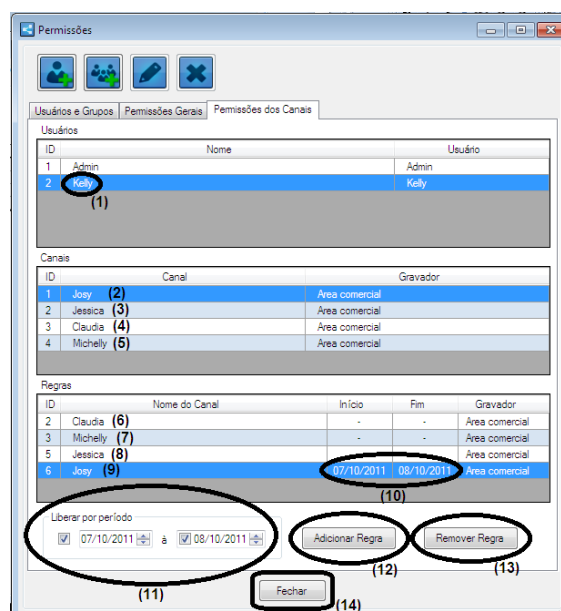 Permissões
Usuários e Grupos Permissões Gerais Permissões dos Canais
Usuários
ID Nome Usuário
1 Admin Admin
2 Kelly Kelly
(1)
Canais
ID Canal Gravador
1 Josy (2) Area comercial
2 Jessica (3) Area comercial
3 Claudia (4) Area comercial
4 Michelly (5) Area comercial
Regras
ID Nome do Canal Início Fim Gravador
2 Claudia (6) - - Area comercial
3 Michelly (7) - - Area comercial
5 Jessica (8) - - Area comercial
6 Josy (9) 07/10/2011 08/10/2011 Area comercial
(10)
Liberar por período
07/10/2011 à 08/10/2011 Adicionar Regra Remover Regra
(11) (12) (13)
Fechar
(14)